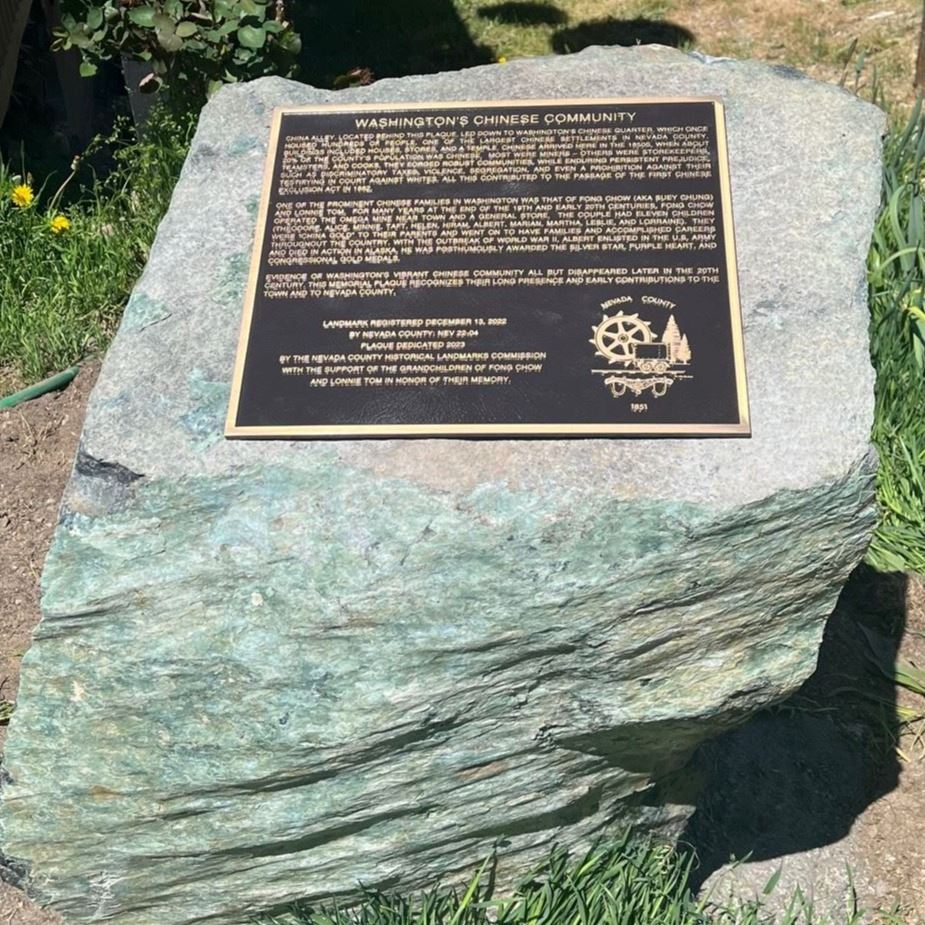 WASHINGTON'S CHINESE COMMUNITY
CHINA ALLEY, LOCATED BEHIND THIS PLAQUE, LED DOWN TO WASHINGTON'S CHINESE QUARTER, WHICH ONCE
HOUSED HUNDREDS OF PEOPLE, ONE OF THE LARGEST CHINESE SETTLEMENTS IN NEVADA COUNTY.
BUILDINGS INCLUDED HOUSES, STORES, AND A TEMPLE. CHINESE ARRIVED HERE IN THE 1850S, WHEN ABOUT
20% OF THE COUNTY'S POPULATION WAS CHINESE. MOST WERE MINERS - OTHERS WERE STOREKEEPERS,
TEAMSTERS, AND COOKS. THEY FORGED ROBUST COMMUNITIES, WHILE ENDURING PERSISTENT PREJUDICE,
SUCH AS DISCRIMINATORY TAXES, VIOLENCE, SEGREGATION, AND EVEN A PROHIBITION AGAINST THEIR
TESTIFYING IN COURT AGAINST WHITES. ALL THIS CONTRIBUTED TO THE PASSAGE OF THE FIRST CHINESE
EXCLUSION ACT IN 1882.
ONE OF THE PROMINENT CHINESE FAMILIES IN WASHINGTON WAS THAT OF FONG CHOW (AKA SUEY CHUNG)
AND LONNIE TOM. FOR MANY YEARS AT THE END OF THE 19TH AND EARLY 20TH CENTURIES, FONG CHOW
OPERATED THE OMEGA MINE NEAR TOWN AND A GENERAL STORE. THE COUPLE HAD ELEVEN CHILDREN
(THEODORE, ALICE, MINNIE, TAFT, HELEN, HIRAM, ALBERT, MARIAN, MARTHA, LESLIE, AND LORRAINE). THEY
WERE "CHINA GOLD" TO THEIR PARENTS AND WENT ON TO HAVE FAMILIES AND ACCOMPLISHED CAREERS
THROUGHOUT THE COUNTRY. WITH THE OUTBREAK OF WORLD WAR II, ALBERT ENLISTED IN THE U.S. ARMY
AND DIED IN ACTION IN ALASKA. HE WAS POSTHUMOUSLY AWARDED THE SILVER STAR, PURPLE HEART, AND
CONGRESSIONAL GOLD MEDALS.
EVIDENCE OF WASHINGTON'S VIBRANT CHINESE COMMUNITY ALL BUT DISAPPEARED LATER IN THE 20TH
CENTURY. THIS MEMORIAL PLAQUE RECOGNIZES THEIR LONG PRESENCE AND EARLY CONTRIBUTIONS TO THE
TOWN AND TO NEVADA COUNTY.
LANDMARK REGISTERED DECEMBER 13, 2022
BY NEVADA COUNTY: NEV 22-04
PLAQUE DEDICATED 2023
BY THE NEVADA COUNTY HISTORICAL LANDMARKS COMMISSION
WITH THE SUPPORT OF THE GRANDCHILDREN OF FONG CHOW
AND LONNIE TOM IN HONOR OF THEIR MEMORY.
NEVADA COUNTY
1851